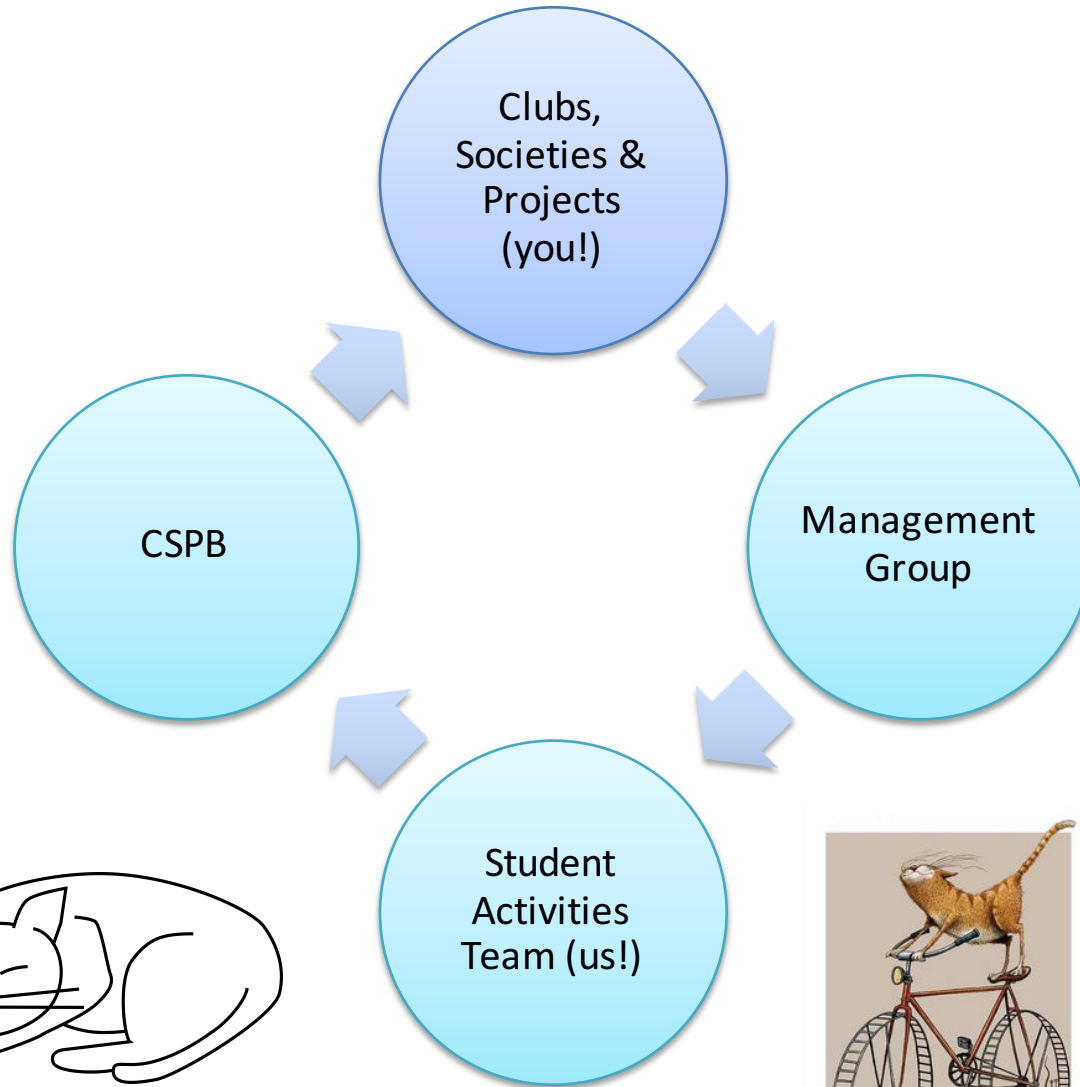 Clubs,
Societies &
Projects
(you!)
CSPB
Management
Group
Student
Activities
Team (us!)